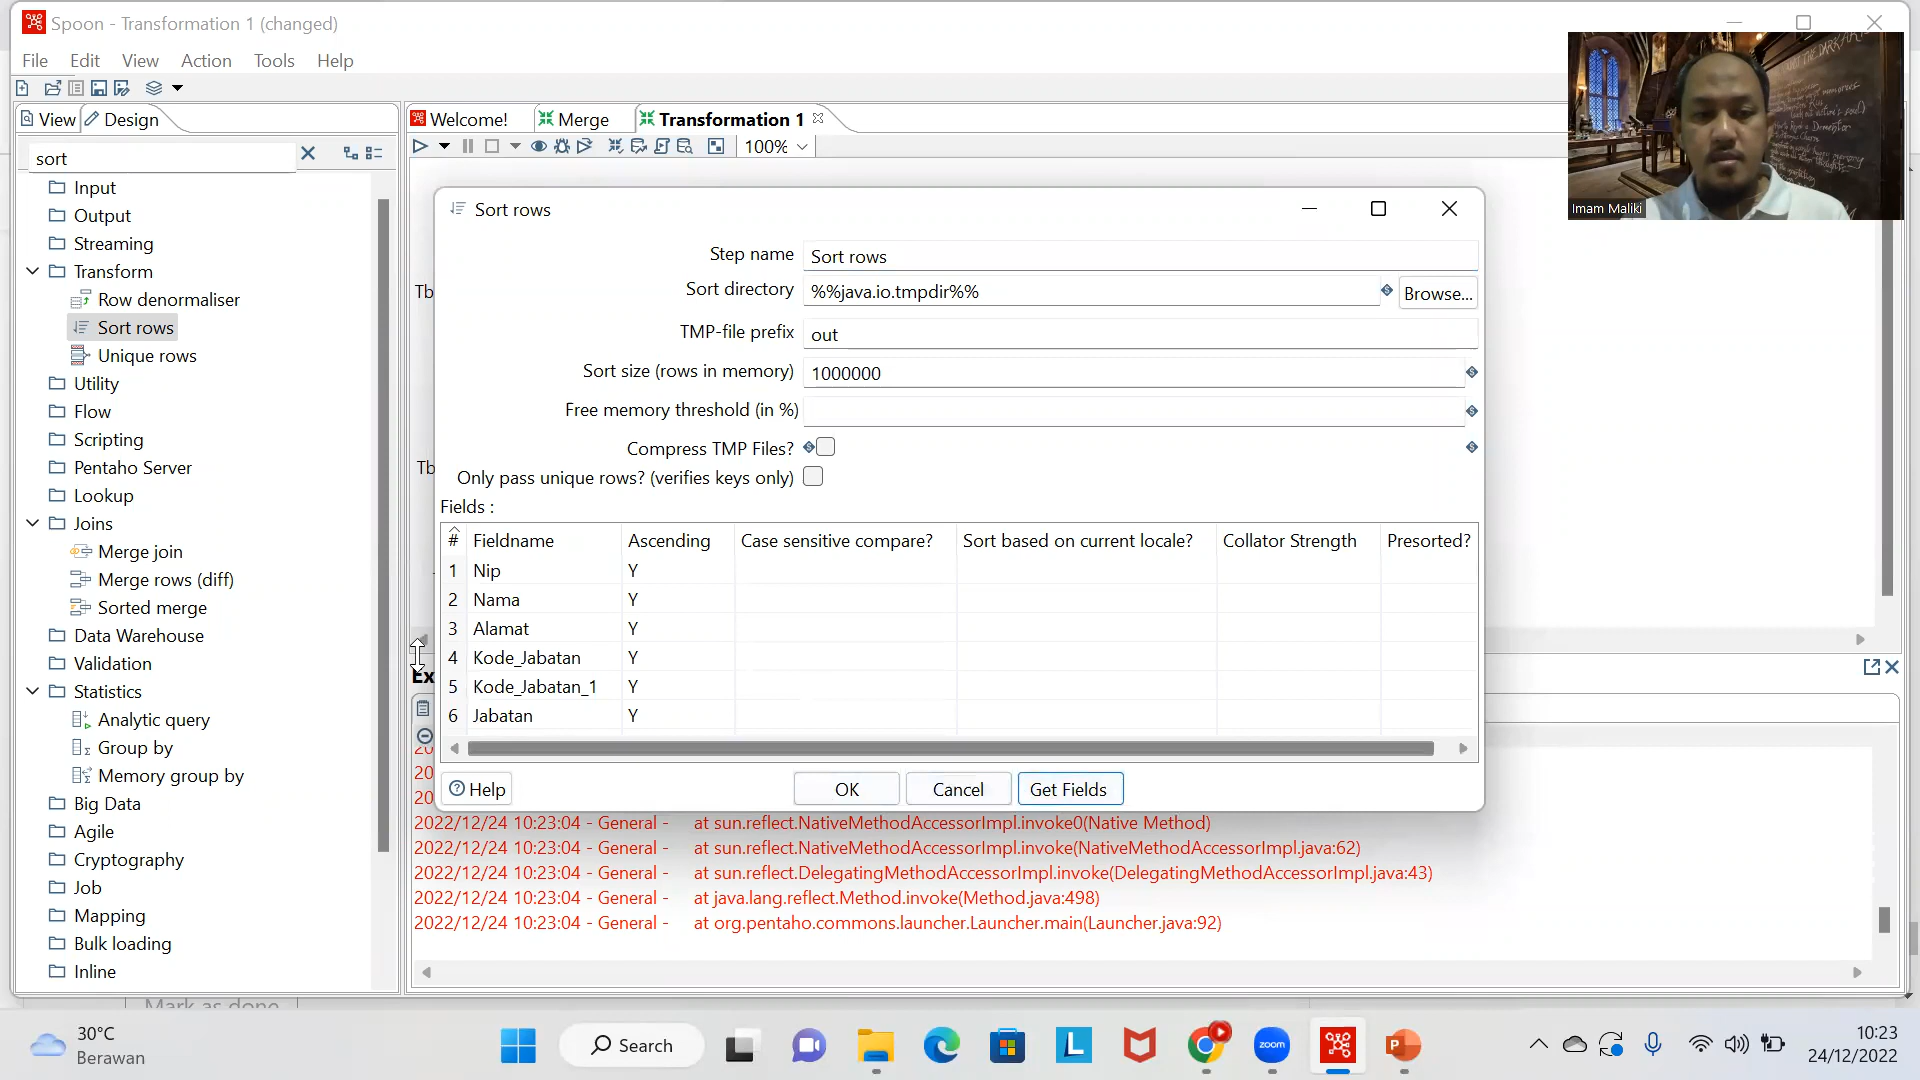 Spoon - Transformation 1 (changed)
File Edit View Action Tools Help
View Design
Welcome! Merge Transformation 1
sort
100%
Input
Output
Streaming
Transform
Row denormaliser
Sort rows
Unique rows
Utility
Flow
Scripting
Pentaho Server
Lookup
Joins
Merge join
Merge rows (diff)
Sorted merge
Data Warehouse
Validation
Statistics
Analytic query
Group by
Memory group by
Big Data
Agile
Cryptography
Job
Mapping
Bulk loading
Inline
Tb
Tb
Ex
Sort rows
Step name Sort rows
Sort directory %%java.io.tmpdir%% Browse...
TMP-file prefix out
Sort size (rows in memory) 1000000
Free memory threshold (in %)
Compress TMP Files?
Only pass unique rows? (verifies keys only)
Fields :
# Fieldname Ascending Case sensitive compare? Sort based on current locale? Collator Strength Presorted?
1 Nip Y
2 Nama Y
3 Alamat Y
4 Kode_Jabatan Y
5 Kode_Jabatan_1 Y
6 Jabatan Y
Help OK Cancel Get Fields
20
20
20
2022/12/24 10:23:04 - General - at sun.reflect.NativeMethodAccessorImpl.invoke0(Native Method)
2022/12/24 10:23:04 - General - at sun.reflect.NativeMethodAccessorImpl.invoke(NativeMethodAccessorImpl.java:62)
2022/12/24 10:23:04 - General - at sun.reflect.DelegatingMethodAccessorImpl.invoke(DelegatingMethodAccessorImpl.java:43)
2022/12/24 10:23:04 - General - at java.lang.reflect.Method.invoke(Method.java:498)
2022/12/24 10:23:04 - General - at org.pentaho.commons.launcher.Launcher.main(Launcher.java:92)
Imam Maliki
Mark as done
30°C
Berawan
Search
zoom
10:23
24/12/2022